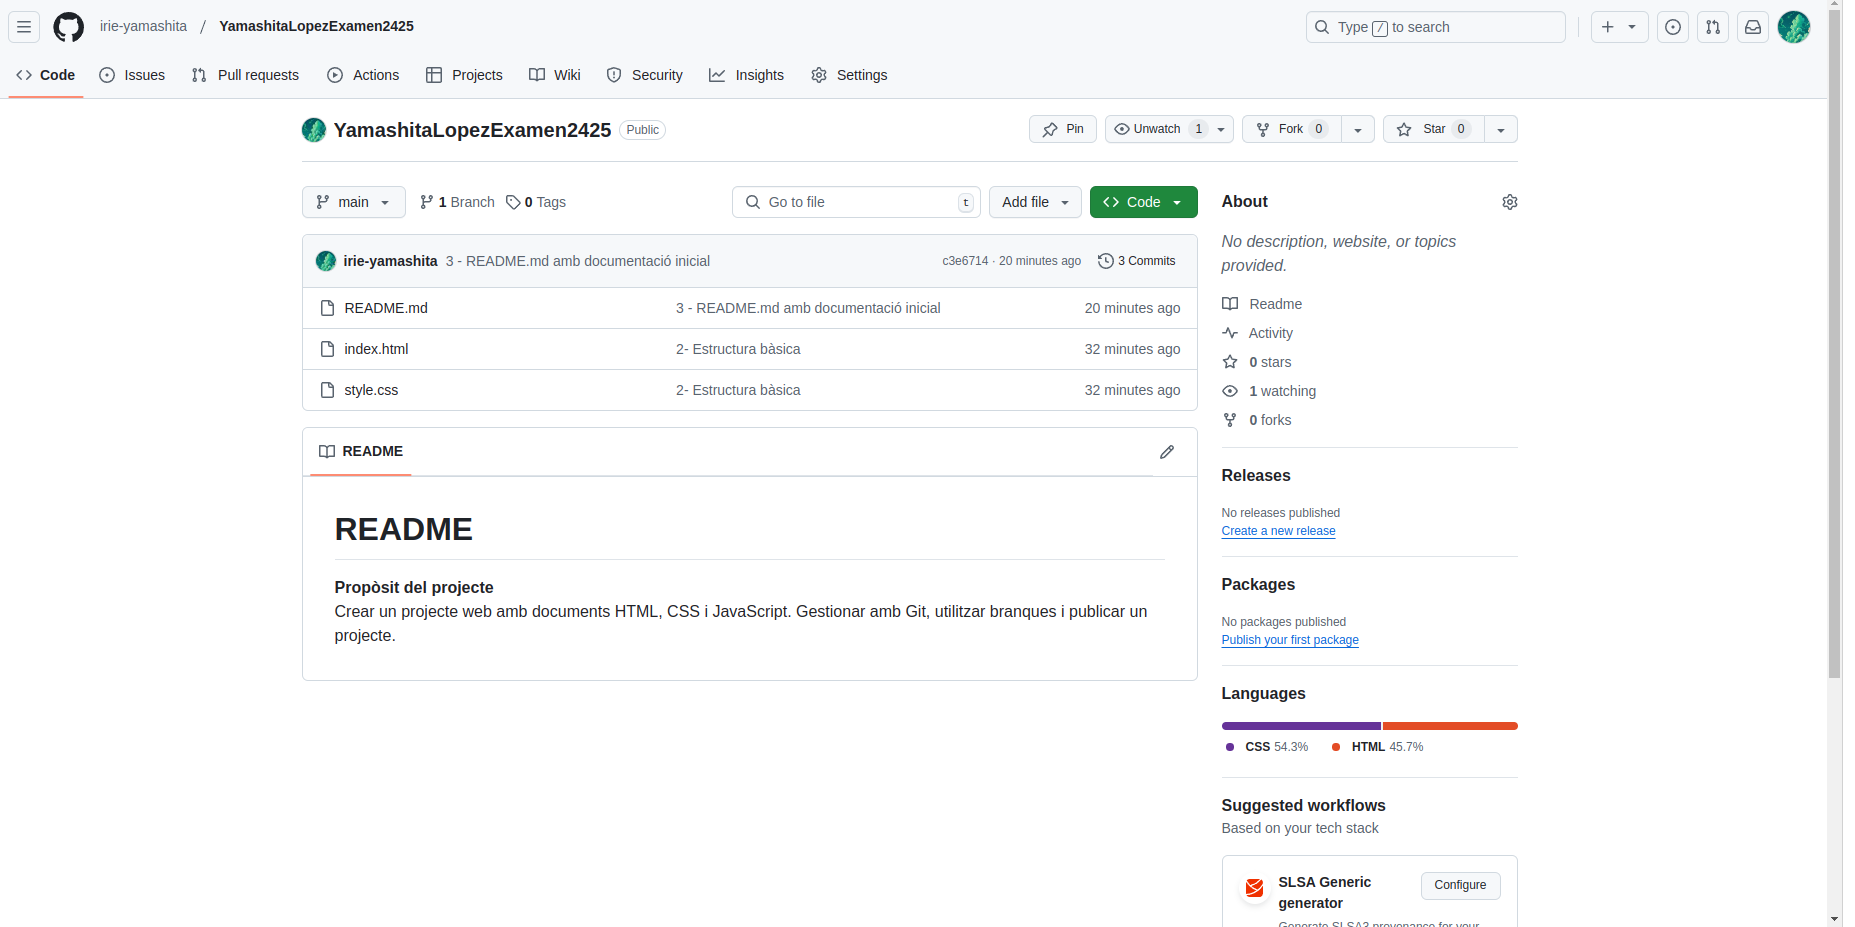 irie-yamashita / YamashitaLopezExamen2425
Type / to search
Code Issues Pull requests Actions Projects Wiki Security Insights Settings
YamashitaLopezExamen2425 Public
Pin Unwatch 1 Fork 0 Star 0
main 1 Branch 0 Tags Go to file t Add file Code
irie-yamashita 3 - README.md amb documentació inicial c3e6714 · 20 minutes ago 3 Commits
README.md 3 - README.md amb documentació inicial 20 minutes ago
index.html 2- Estructura bàsica 32 minutes ago
style.css 2- Estructura bàsica 32 minutes ago
README
README
Propòsit del projecte
Crear un projecte web amb documents HTML, CSS i JavaScript. Gestionar amb Git, utilitzar branques i publicar un
projecte.
About
No description, website, or topics
provided.
Readme
Activity
0 stars
1 watching
0 forks
Releases
No releases published
Create a new release
Packages
No packages published
Publish your first package
Languages
CSS 54.3% HTML 45.7%
Suggested workflows
Based on your tech stack
SLSA Generic
generator
Configure
Generate SLSA3 provenance for your